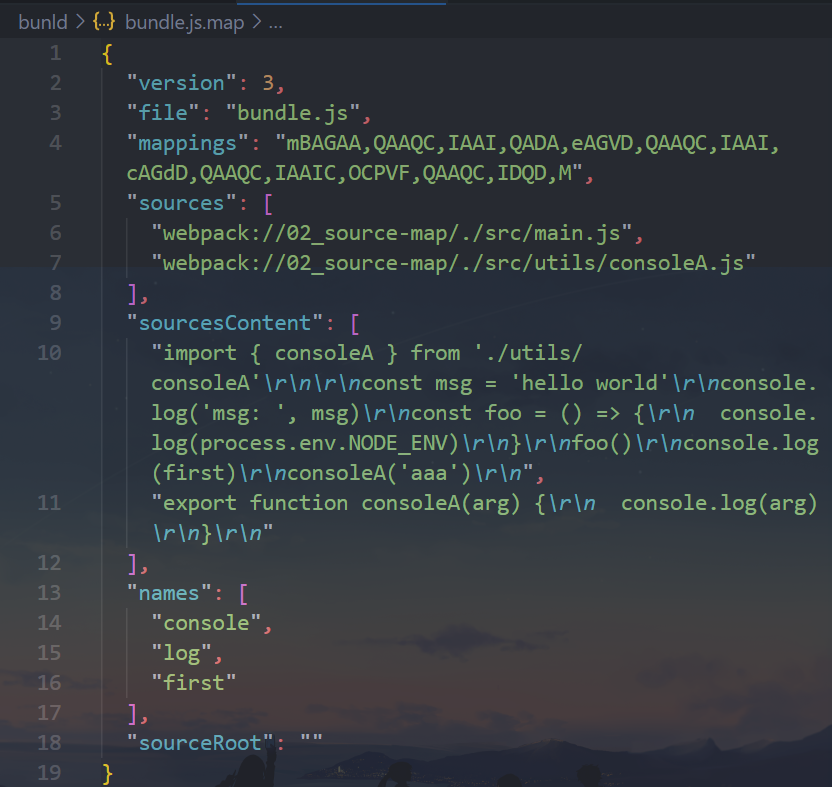 bunld > {..} bundle.js.map > ...
1 {
2 "version": 3,
3 "file": "bundle.js",
4 "mappings": "mBAGAA,QAAQC,IAAI,QADA,eAGVD,QAAQC,IAAI,
cAGdD,QAAQC,IAAIC,OCPVF,QAAQC,IDQD,M",
5 "sources": [
6 "webpack://02_source-map/./src/main.js",
7 "webpack://02_source-map/./src/utils/consoleA.js"
8 ],
9 "sourcesContent": [
10 "import { consoleA } from './utils/
consoleA'\r\n\r\nconst msg = 'hello world'\r\nconsole.
log('msg: ', msg)\r\nconst foo = () => {\r\n  console.
log(process.env.NODE_ENV)\r\n}\r\nfoo()\r\nconsole.log
(first)\r\nconsoleA('aaa')\r\n",
11 "export function consoleA(arg) {\r\n  console.log(arg)
\r\n}\r\n"
12 ],
13 "names": [
14 "console",
15 "log",
16 "first"
17 ],
18 "sourceRoot": ""
19 }